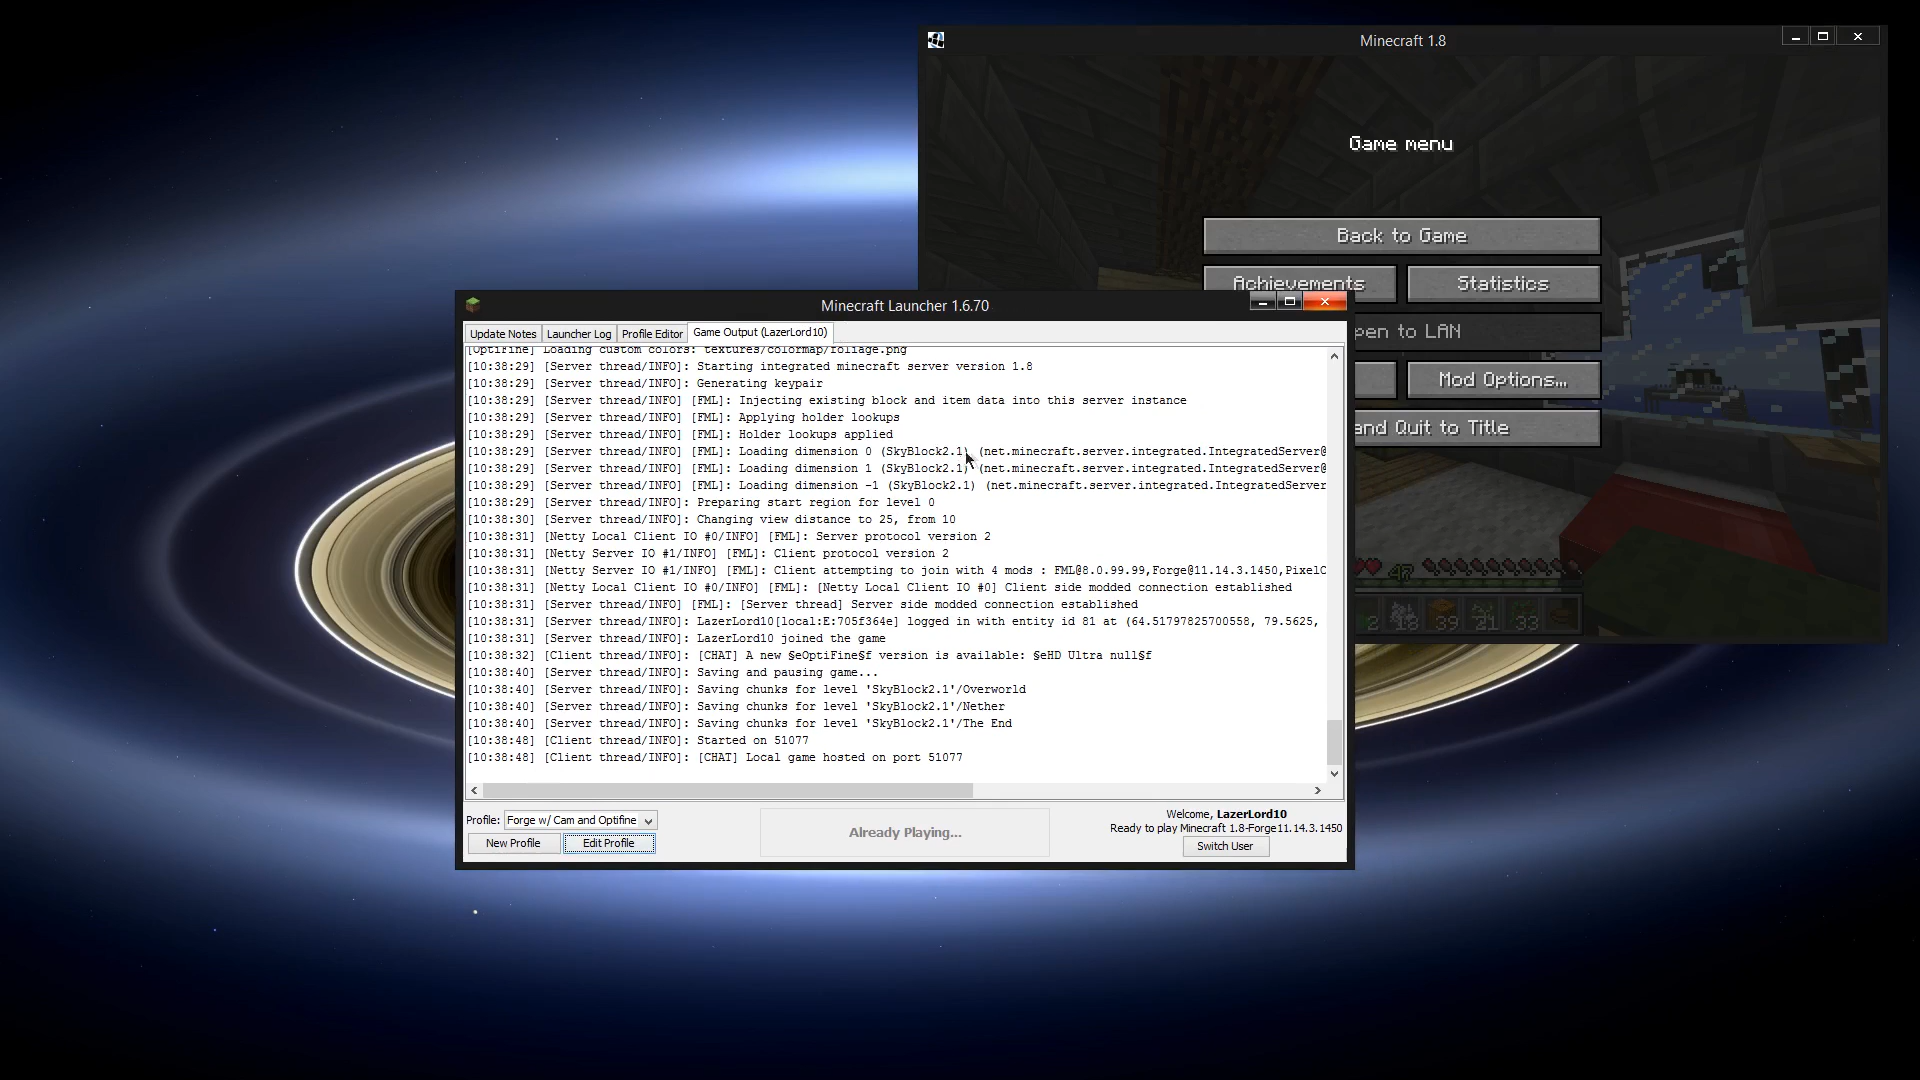 Minecraft 1.8
Game menu
Back to Game
Achievements
Statistics
pen to LAN
Mod Options...
and Quit to Title
47
2
18
39
21
33
Minecraft Launcher 1.6.70
Update Notes
Launcher Log
Profile Editor
Game Output (LazerLord10)
[OptiFine] Loading custom colors: textures/colormap/foliage.png
[10:38:29] [Server thread/INFO]: Starting integrated minecraft server version 1.8
[10:38:29] [Server thread/INFO]: Generating keypair
[10:38:29] [Server thread/INFO] [FML]: Injecting existing block and item data into this server instance
[10:38:29] [Server thread/INFO] [FML]: Applying holder lookups
[10:38:29] [Server thread/INFO] [FML]: Holder lookups applied
[10:38:29] [Server thread/INFO] [FML]: Loading dimension 0 (SkyBlock2.1) (net.minecraft.server.integrated.IntegratedServer@
[10:38:29] [Server thread/INFO] [FML]: Loading dimension 1 (SkyBlock2.1) (net.minecraft.server.integrated.IntegratedServer@
[10:38:29] [Server thread/INFO] [FML]: Loading dimension -1 (SkyBlock2.1) (net.minecraft.server.integrated.IntegratedServer
[10:38:29] [Server thread/INFO]: Preparing start region for level 0
[10:38:30] [Server thread/INFO]: Changing view distance to 25, from 10
[10:38:31] [Netty Local Client IO #0/INFO] [FML]: Server protocol version 2
[10:38:31] [Netty Server IO #1/INFO] [FML]: Client protocol version 2
[10:38:31] [Netty Server IO #1/INFO] [FML]: Client attempting to join with 4 mods : FML@8.0.99.99,Forge@11.14.3.1450,PixelC
[10:38:31] [Netty Local Client IO #0/INFO] [FML]: [Netty Local Client IO #0] Client side modded connection established
[10:38:31] [Server thread/INFO] [FML]: [Server thread] Server side modded connection established
[10:38:31] [Server thread/INFO]: LazerLord10[local:E:705f364e] logged in with entity id 81 at (64.51797825700558, 79.5625,
[10:38:31] [Server thread/INFO]: LazerLord10 joined the game
[10:38:32] [Client thread/INFO]: [CHAT] A new §eOptiFine§f version is available: §eHD Ultra null§f
[10:38:40] [Server thread/INFO]: Saving and pausing game...
[10:38:40] [Server thread/INFO]: Saving chunks for level 'SkyBlock2.1'/Overworld
[10:38:40] [Server thread/INFO]: Saving chunks for level 'SkyBlock2.1'/Nether
[10:38:40] [Server thread/INFO]: Saving chunks for level 'SkyBlock2.1'/The End
[10:38:48] [Client thread/INFO]: Started on 51077
[10:38:48] [Client thread/INFO]: [CHAT] Local game hosted on port 51077
Profile: Forge w/ Cam and Optifine
New Profile
Edit Profile
Already Playing...
Welcome, LazerLord10
Ready to play Minecraft 1.8-Forge11.14.3.1450
Switch User